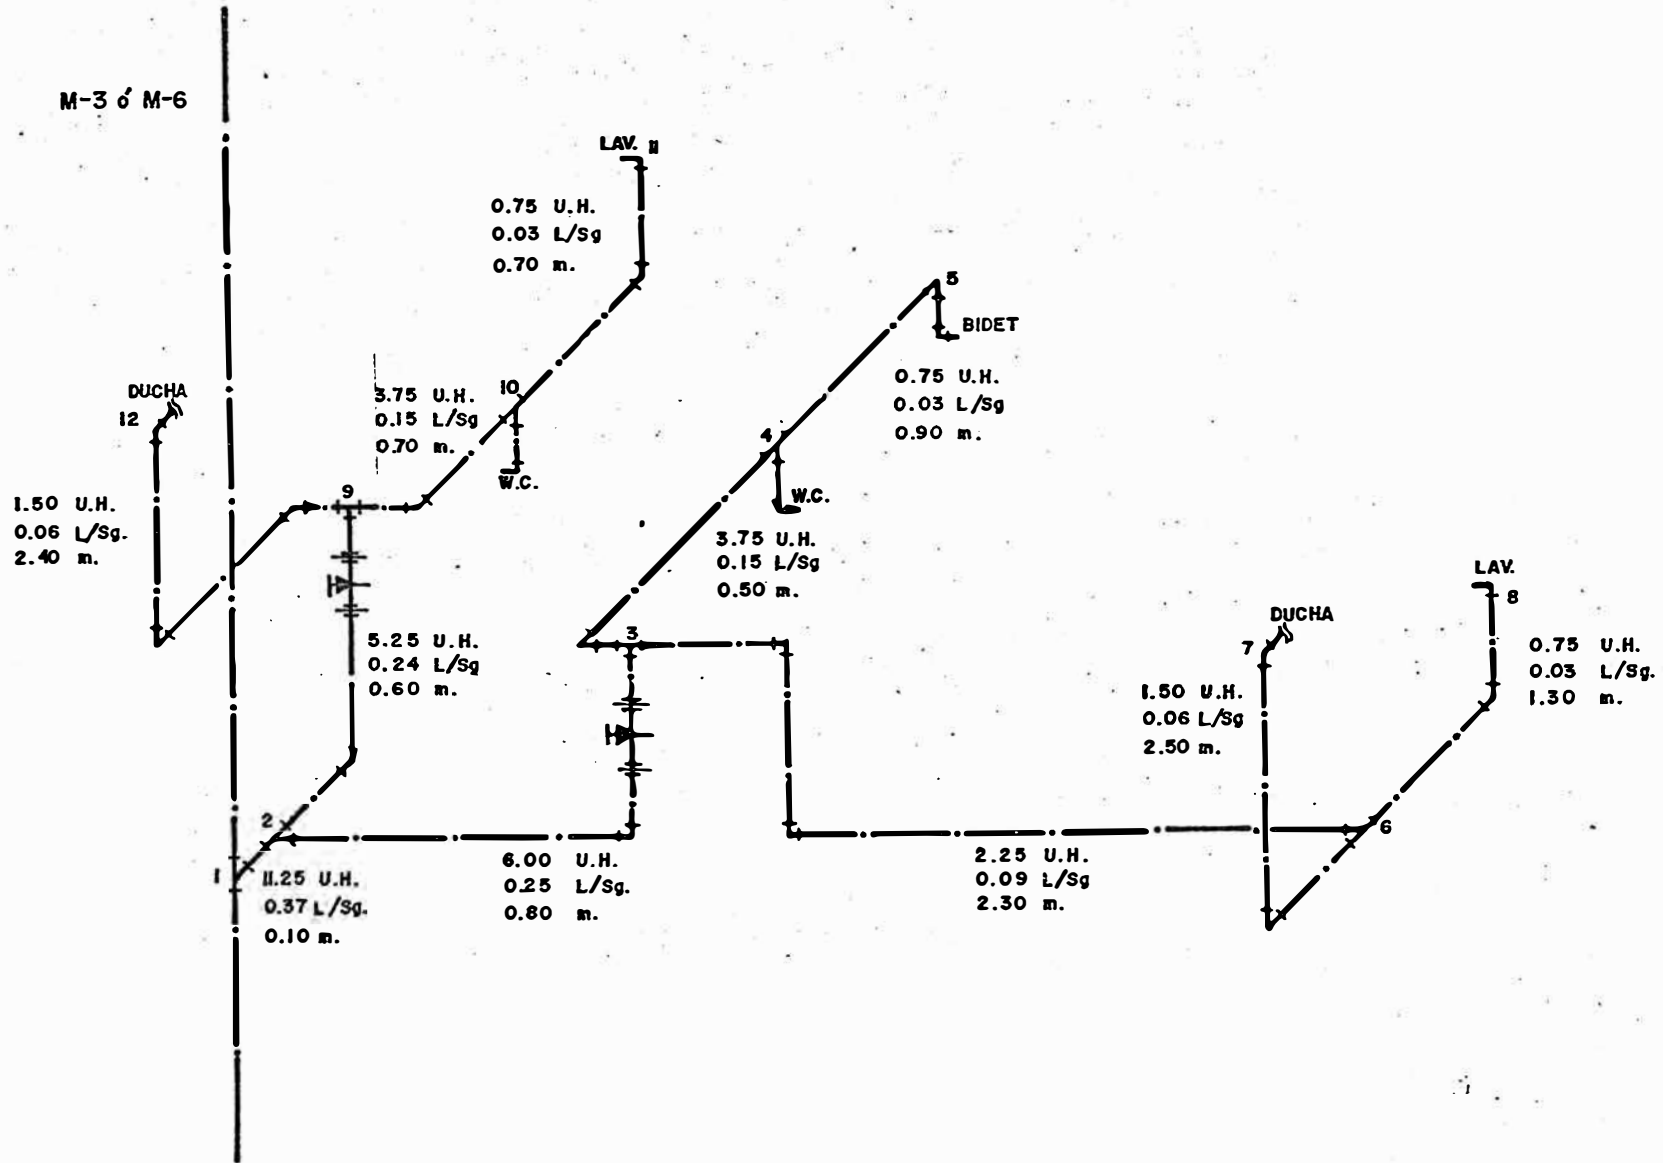 M-3 ó M-6
LAV. 11
0.75 U.H.
0.03 L/Sg
0.70 m.
5
BIDET
0.75 U.H.
0.03 L/Sg
0.90 m.
DUCHA
12
3.75 U.H.
0.15 L/Sg
0.70 m.
10
W.C.
4
W.C.
3.75 U.H.
0.15 L/Sg
0.50 m.
1.50 U.H.
0.06 L/Sg.
2.40 m.
9
5.25 U.H.
0.24 L/Sg
0.60 m.
3
LAV.
8
0.75 U.H.
0.03 L/Sg.
1.30 m.
DUCHA
7
1.50 U.H.
0.06 L/Sg
2.50 m.
2
1
11.25 U.H.
0.37 L/Sg.
0.10 m.
6.00 U.H.
0.25 L/Sg.
0.80 m.
6
2.25 U.H.
0.09 L/Sg
2.30 m.